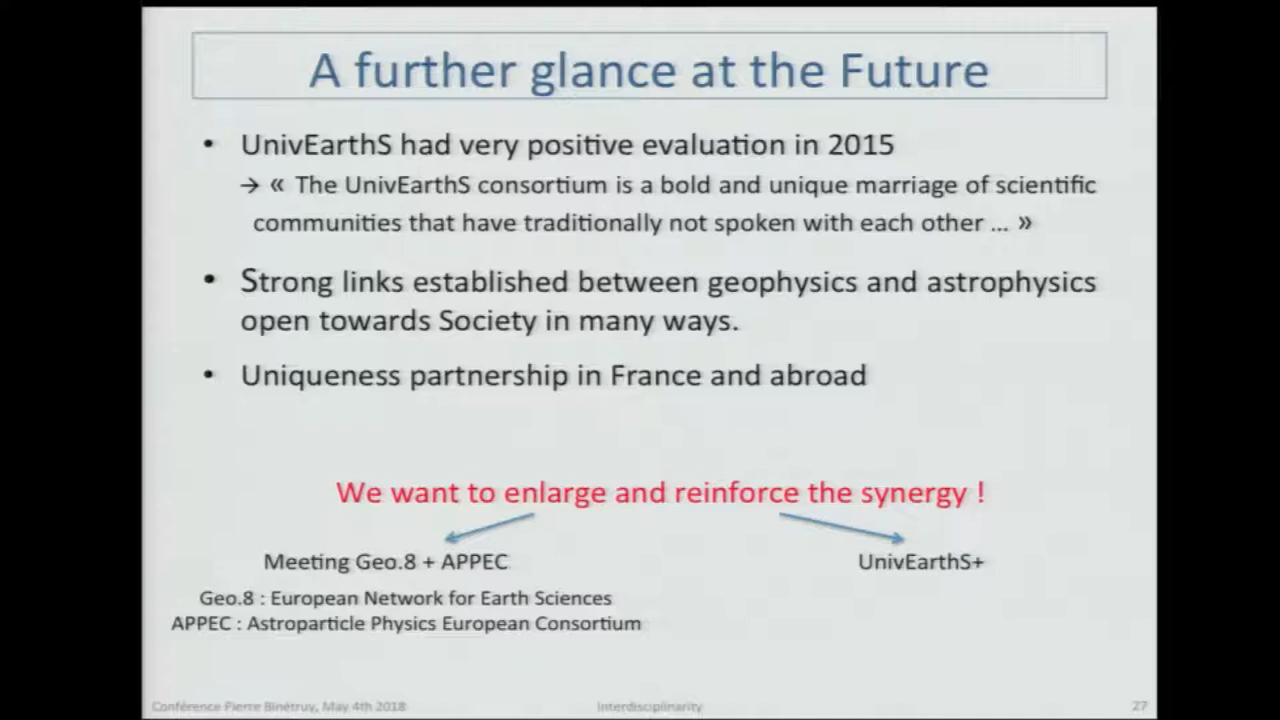 A further glance at the Future
• UnivEarthS had very positive evaluation in 2015
→ « The UnivEarthS consortium is a bold and unique marriage of scientific
communities that have traditionally not spoken with each other ... »
• Strong links established between geophysics and astrophysics
open towards Society in many ways.
• Uniqueness partnership in France and abroad
We want to enlarge and reinforce the synergy !
Meeting Geo.8 + APPEC
UnivEarthS+
Geo.8 : European Network for Earth Sciences
APPEC : Astroparticle Physics European Consortium
Conférence Pierre Binétruy, May 4th 2018
Interdisciplinarity
27